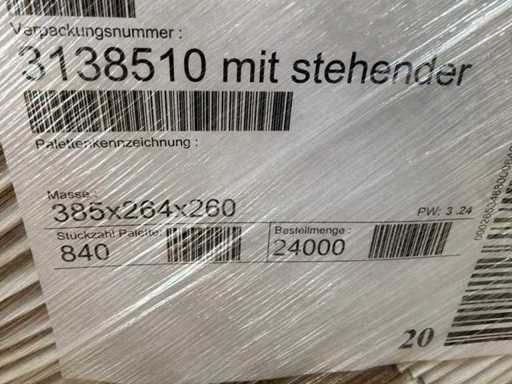 Verpackungsnummer :
3138510 mit stehender
Palettenkennzeichnung :
Masse :
385x264x260
PW: 3 .24
Stückzahl Palette:
840
Bestellmenge :
24000
20